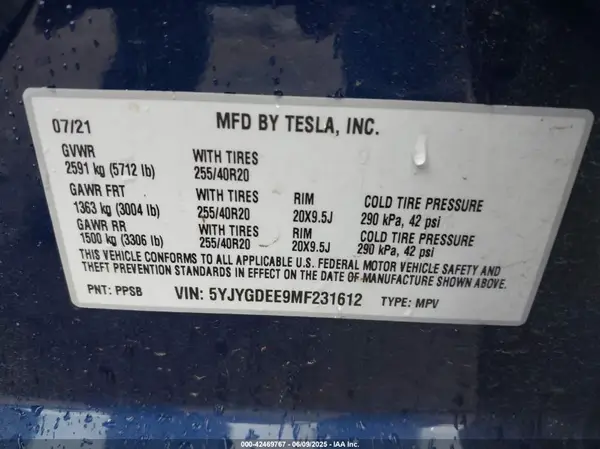 07/21 MFD BY TESLA, INC.
GVWR
2591 kg (5712 lb) WITH TIRES 255/40R20
GAWR FRT
1363 kg (3004 lb) WITH TIRES 255/40R20 RIM 20X9.5J COLD TIRE PRESSURE 290 kPa, 42 psi
GAWR RR
1500 kg (3306 lb) WITH TIRES 255/40R20 RIM 20X9.5J COLD TIRE PRESSURE 290 kPa, 42 psi
THIS VEHICLE CONFORMS TO ALL APPLICABLE U.S. FEDERAL MOTOR VEHICLE SAFETY AND
THEFT PREVENTION STANDARDS IN EFFECT ON THE DATE OF MANUFACTURE SHOWN ABOVE.
PNT: PPSB VIN: 5YJYGDEE9MF231612 TYPE: MPV
000-42469767 - 06/09/2025 - IAA Inc.